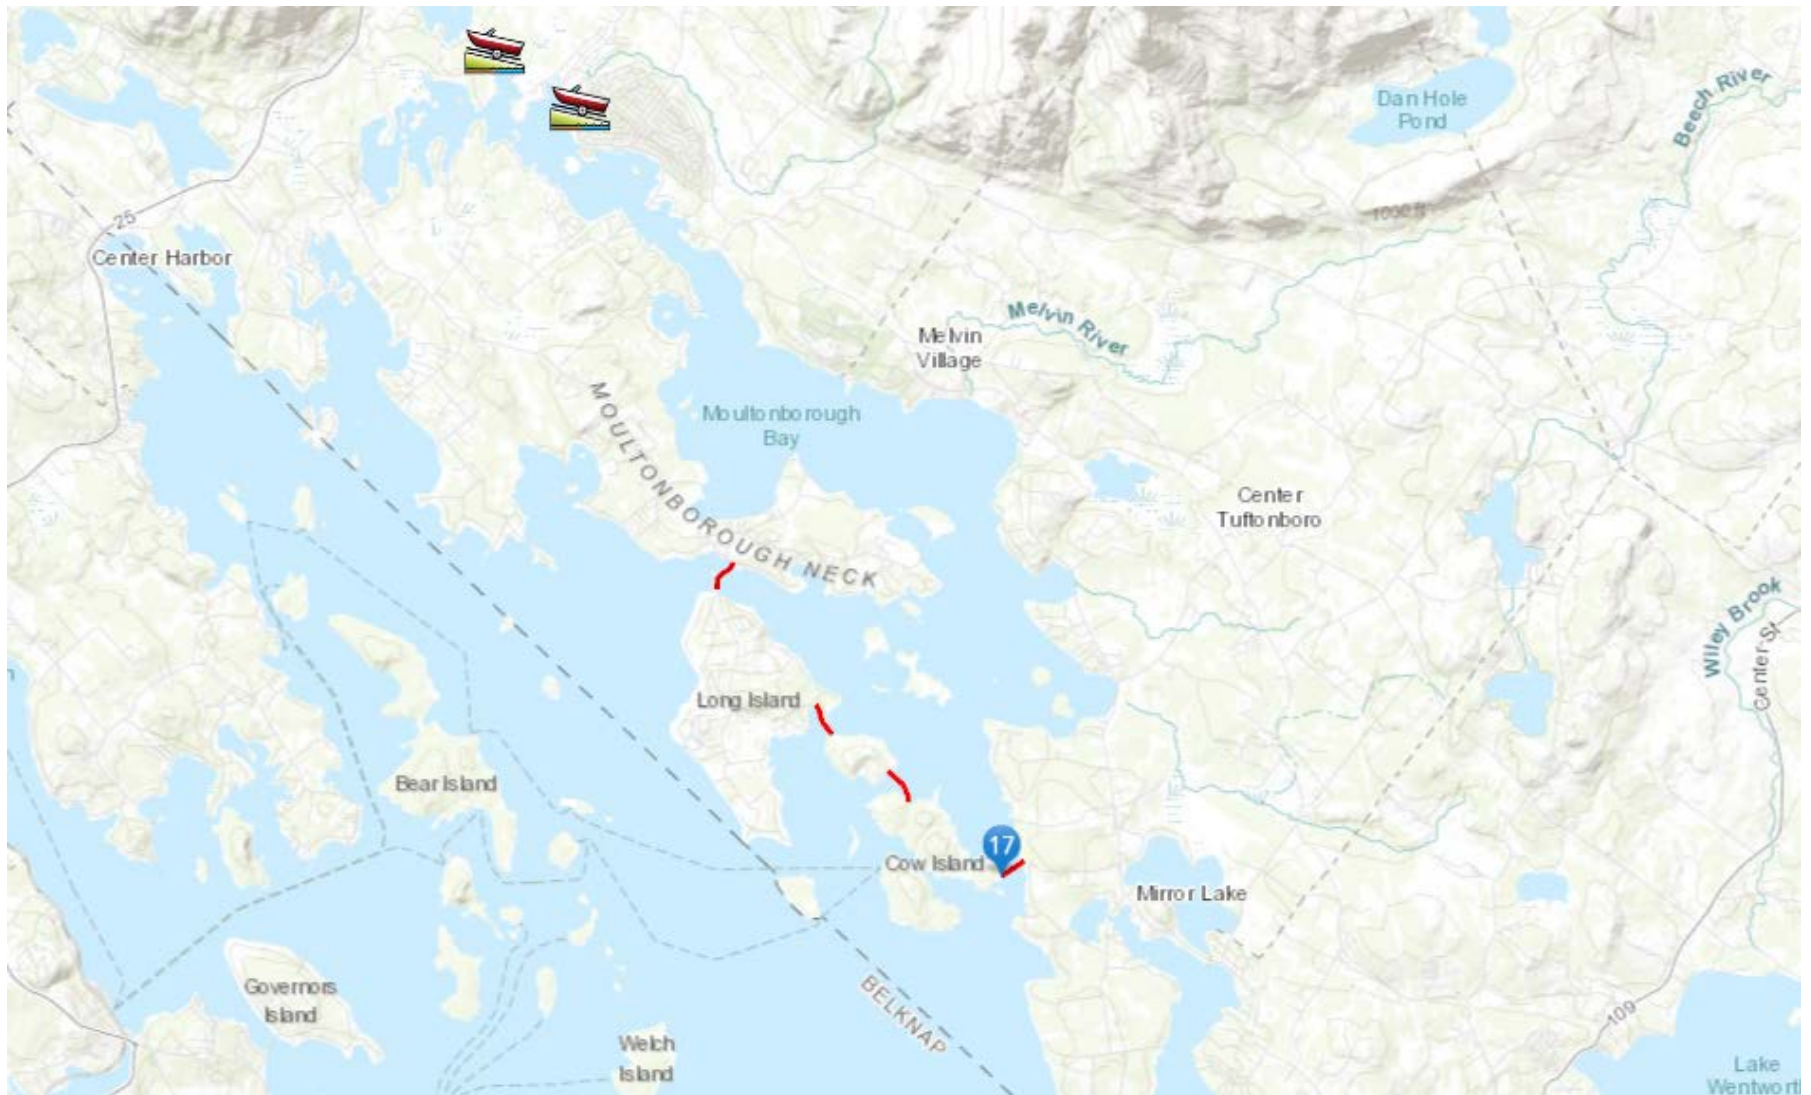 Dan Hole
Pond
Beech River
25
1000 ft
Center Harbor
Melvin River
Melvin
Village
Moultonborough
Bay
MOULTONBOROUGH NECK
Center
Tuftonboro
Wiley Brook
Center St
Long Island
Bear Island
17
Cow Island
Mirror Lake
Governors
Island
BELKNAP
109
Welch
Island
Lake
Wentworth